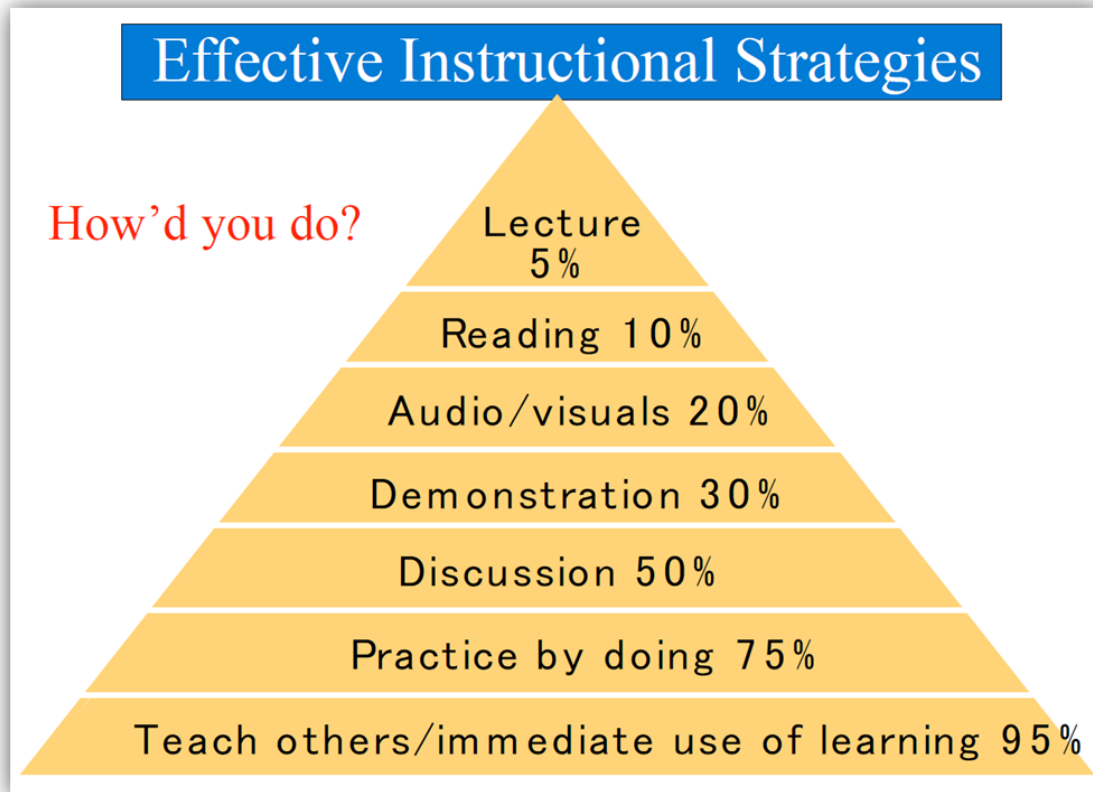 Effective Instructional Strategies
How’d you do?
Lecture
5%
Reading 10%
Audio/visuals 20%
Demonstration 30%
Discussion 50%
Practice by doing 75%
Teach others/immediate use of learning 95%